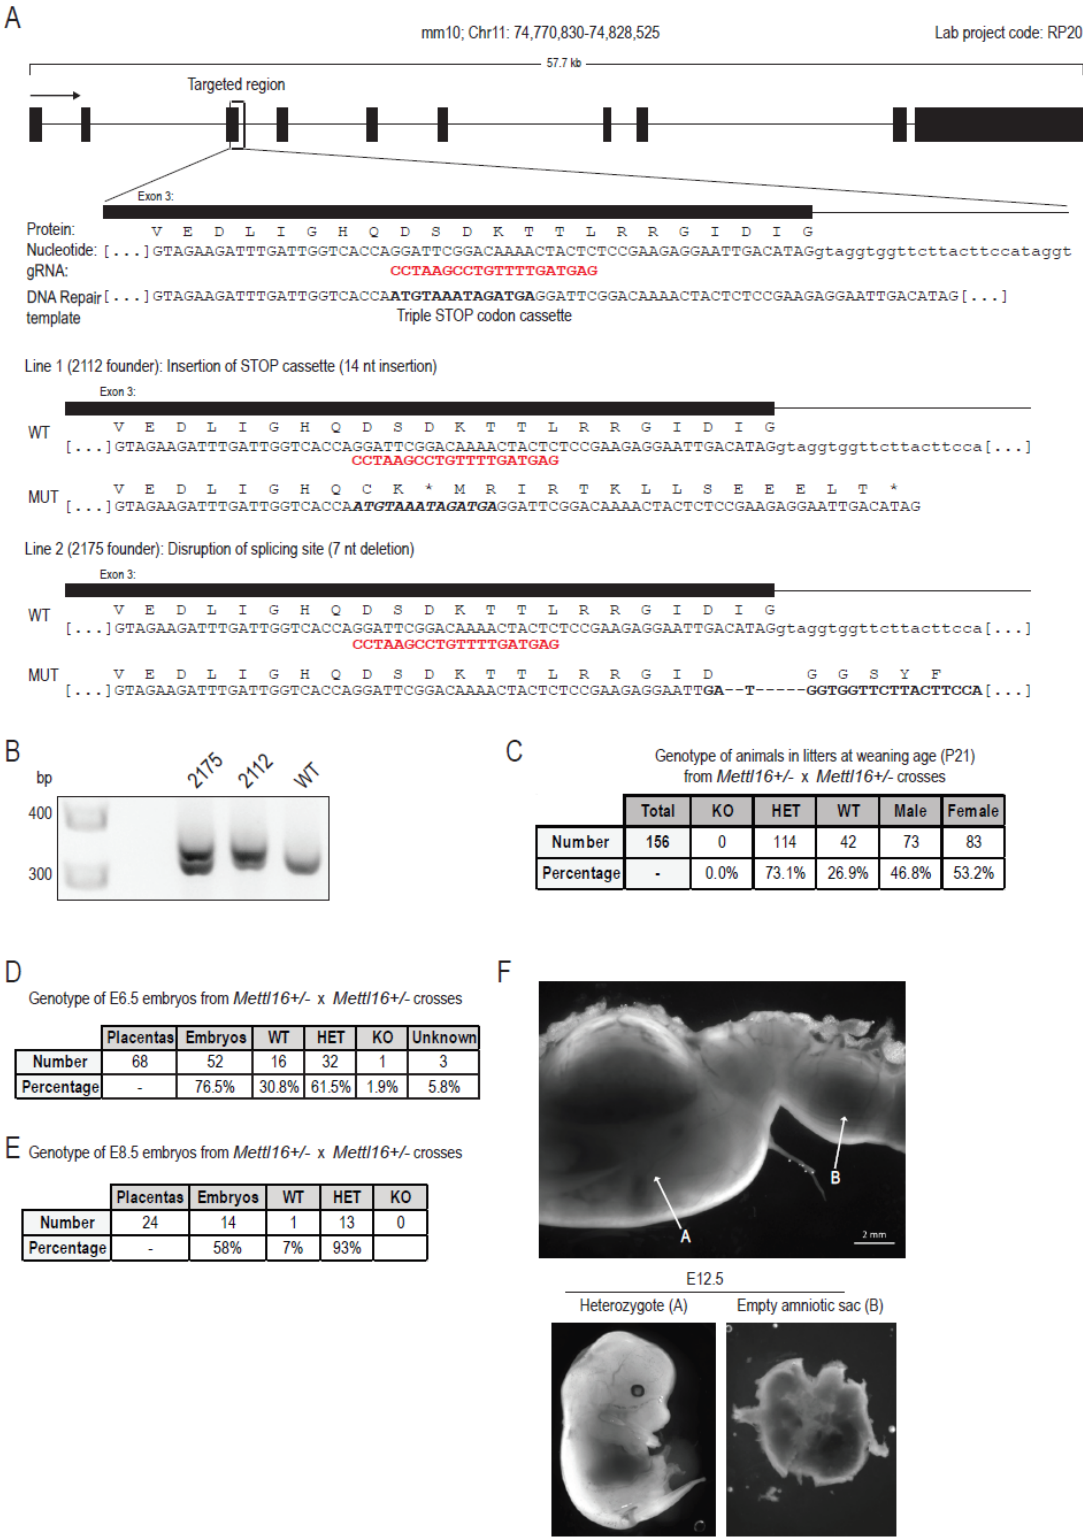 A
mm10; Chr11: 74,770,830-74,828,525
Lab project code: RP20
57.7 kb
Targeted region
Exon 3:
Protein: V E D L I G H Q D S D K T T L R R G I D I G
Nucleotide: [...]GTAGAAGATTTGATTGGTCACCAGGATTCGGACAAAACTACTCTCCGAAGAGGAATTGACATAGgtaggtggttcttacttccataggt
gRNA: CCTAAGCCTGTTTTGATGAG
DNA Repair template [...]GTAGAAGATTTGATTGGTCACCAATGTAAATAGATGAGGATTCGGACAAAACTACTCTCCGAAGAGGAATTGACATAG[...]
Triple STOP codon cassette
Line 1 (2112 founder): Insertion of STOP cassette (14 nt insertion)
Exon 3:
V E D L I G H Q D S D K T T L R R G I D I G
WT [...]GTAGAAGATTTGATTGGTCACCAGGATTCGGACAAAACTACTCTCCGAAGAGGAATTGACATAGgtaggtggttcttacttcca[...]
CCTAAGCCTGTTTTGATGAG
V E D L I G H Q C K * M R I R T K L L S E E E L T *
MUT [...]GTAGAAGATTTGATTGGTCACCAATGTAAATAGATGAGGATTCGGACAAAACTACTCTCCGAAGAGGAATTGACATAG
Line 2 (2175 founder): Disruption of splicing site (7 nt deletion)
Exon 3:
V E D L I G H Q D S D K T T L R R G I D I G
WT [...]GTAGAAGATTTGATTGGTCACCAGGATTCGGACAAAACTACTCTCCGAAGAGGAATTGACATAGgtaggtggttcttacttcca[...]
CCTAAGCCTGTTTTGATGAG
MUT V E D L I G H Q D S D K T T L R R G I D G G S Y F
[...]GTAGAAGATTTGATTGGTCACCAGGATTCGGACAAAACTACTCTCCGAAGAGGAATTGA--T-----GGTGGTTCTTACTTCCA[...]
B
2175 2112 WT
bp
400
300
C
Genotype of animals in litters at weaning age (P21)
from Mettl16+/- x Mettl16+/- crosses
Total KO HET WT Male Female
Number 156 0 114 42 73 83
Percentage - 0.0% 73.1% 26.9% 46.8% 53.2%
D
Genotype of E6.5 embryos from Mettl16+/- x Mettl16+/- crosses
Placentas Embryos WT HET KO Unknown
Number 68 52 16 32 1 3
Percentage - 76.5% 30.8% 61.5% 1.9% 5.8%
E Genotype of E8.5 embryos from Mettl16+/- x Mettl16+/- crosses
Placentas Embryos WT HET KO
Number 24 14 1 13 0
Percentage - 58% 7% 93%
F
B
A
2 mm
E12.5
Heterozygote (A) Empty amniotic sac (B)